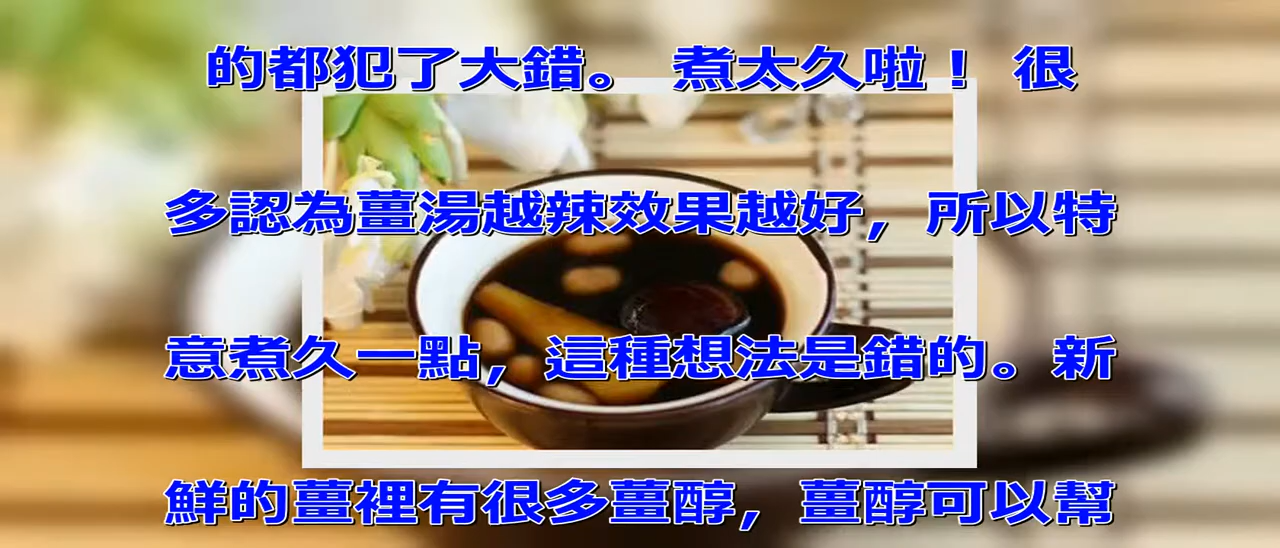 的都犯了大錯。 煮太久啦！ 很
多認為薑湯越辣效果越好，所以特
意煮久一點，這種想法是錯的。新
鮮的薑裡有很多薑醇，薑醇可以幫